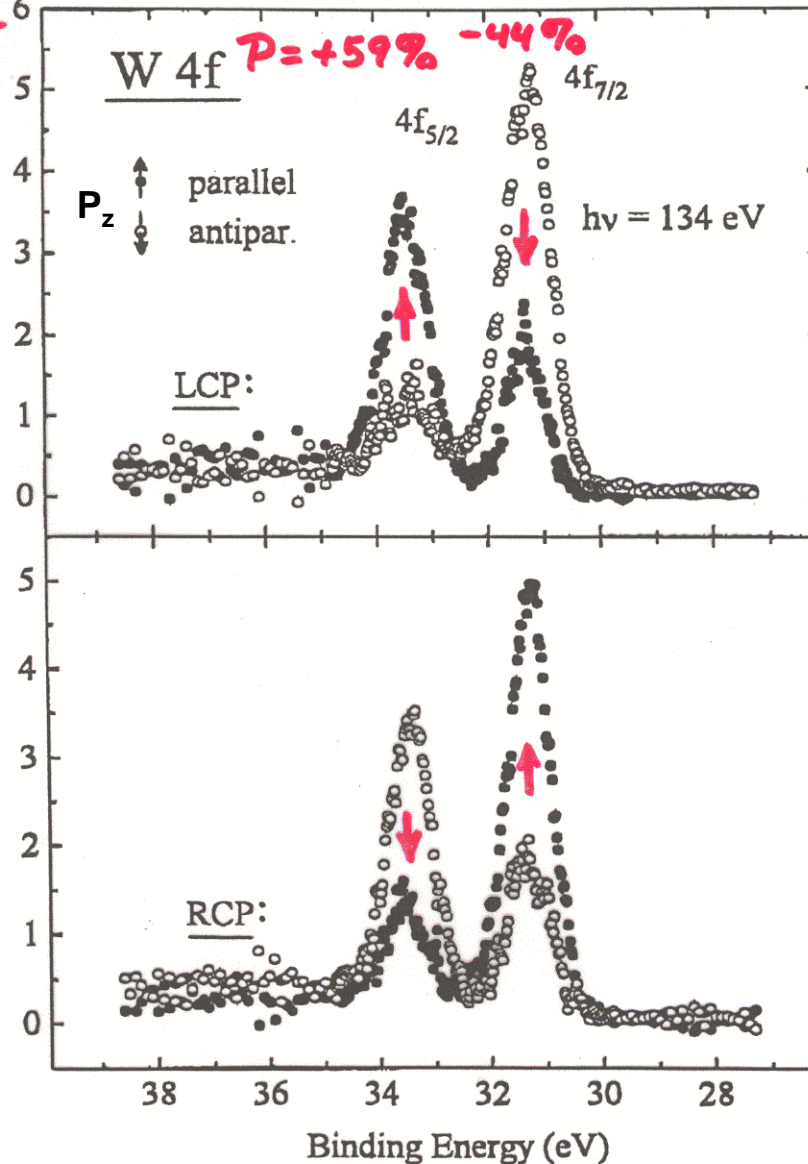 6
W 4f P = +59% -44%
4f5/2 4f7/2
5
4
Pz parallel
antipar.
hν = 134 eV
3
2
LCP:
1
0
5
4
3
2
RCP:
1
0
38 36 34 32 30 28
Binding Energy (eV)